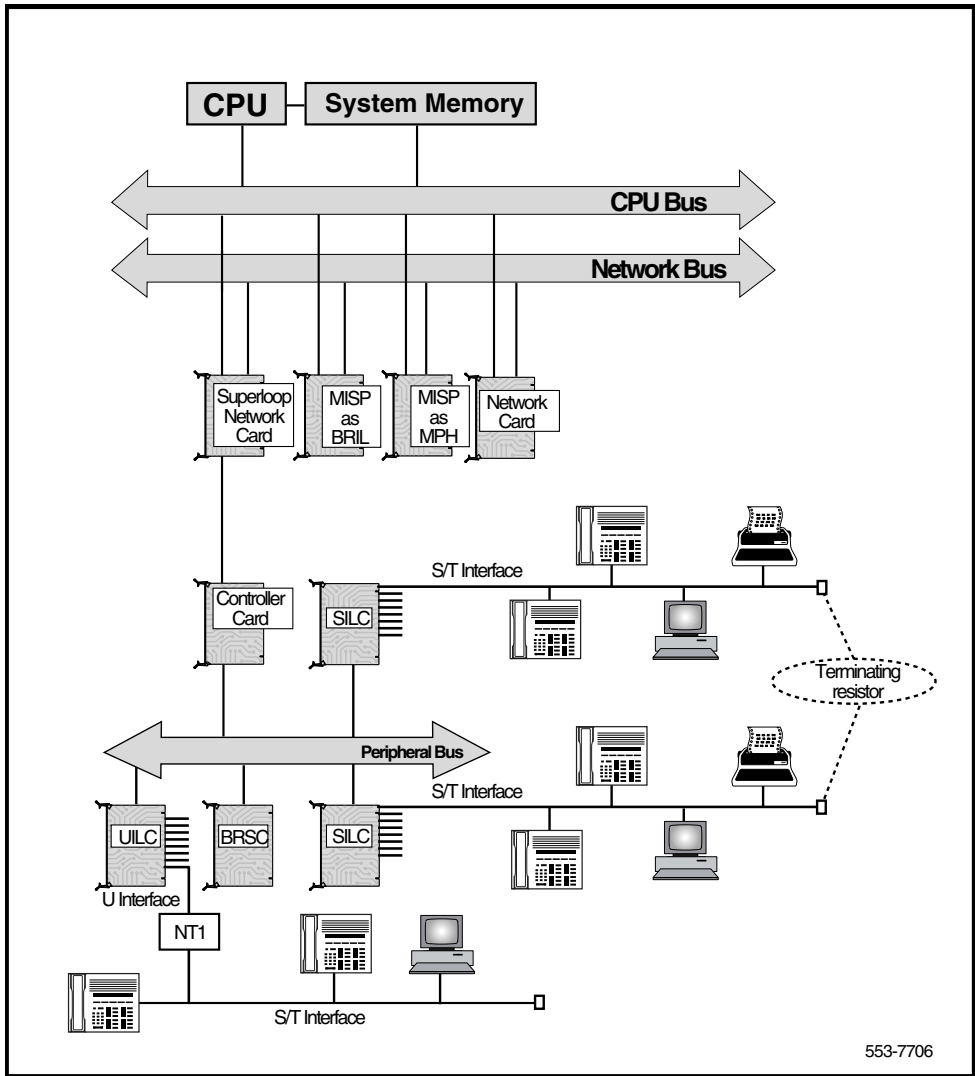 CPU
System Memory
CPU Bus
Network Bus
Superloop
Network
Card
MISP
as
BRIL
MISP
as
MPH
Network
Card
S/T Interface
Controller
Card
SILC
Terminating
resistor
Peripheral Bus
S/T Interface
UILC
BRSC
SILC
U Interface
NT1
S/T Interface
553-7706